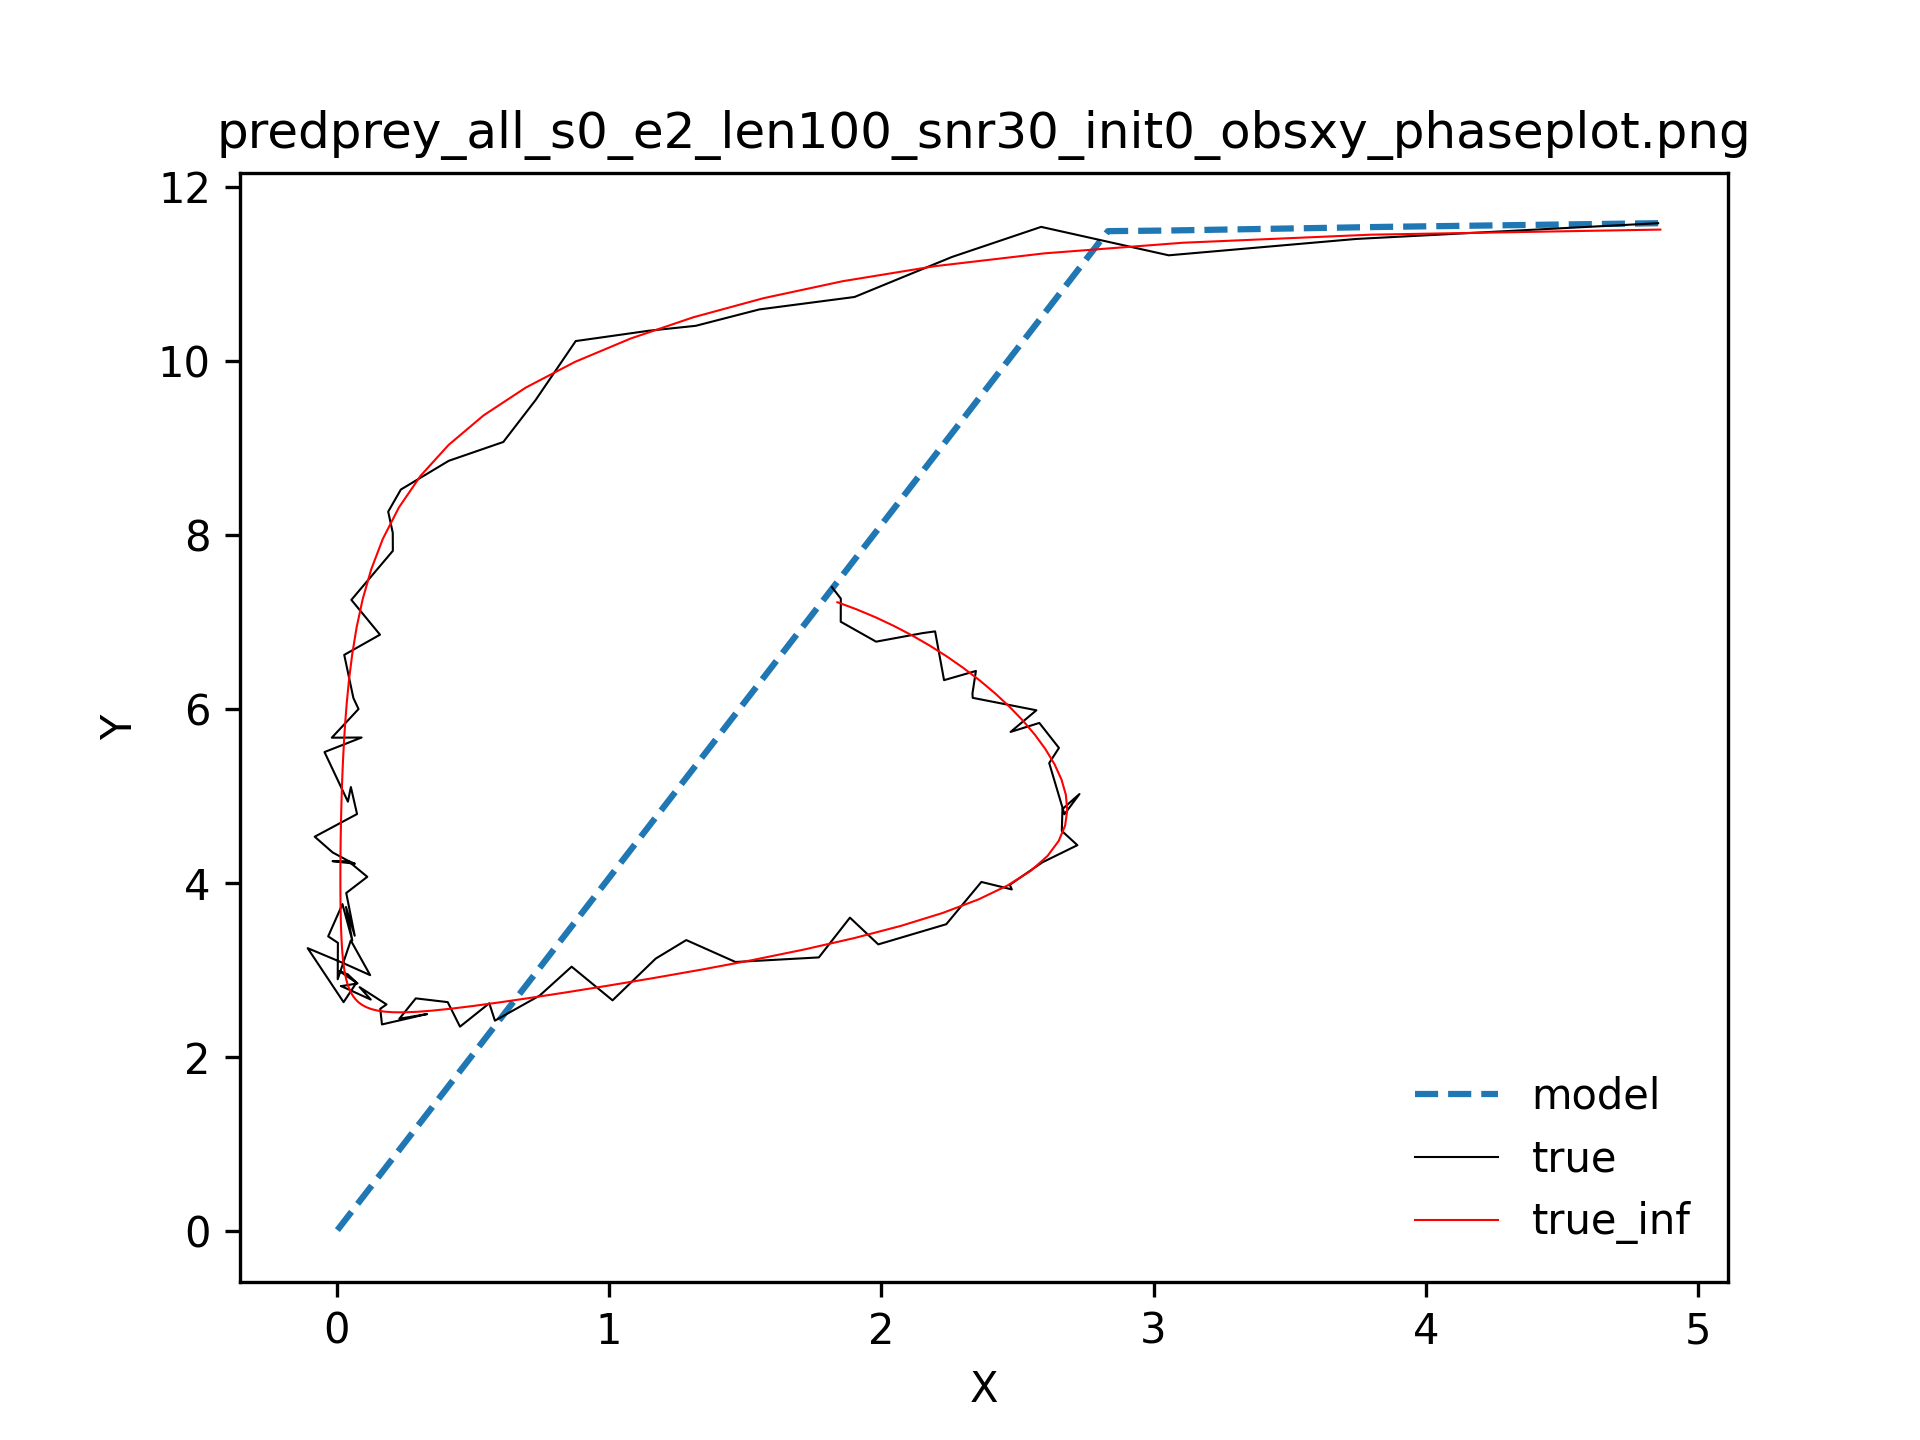 predprey_all_s0_e2_len100_snr30_init0_obsxy_phaseplot.png
12
10
8
6
4
2
0
Y
0 1 2 3 4 5
X
model
true
true_inf